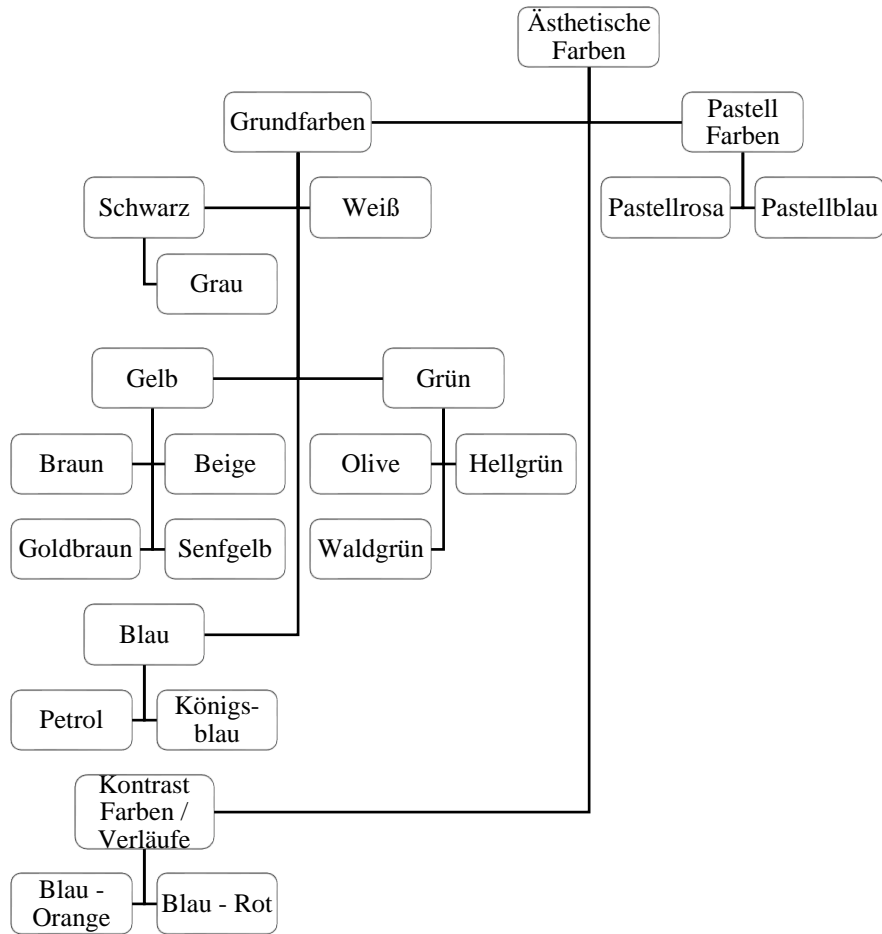 Ästhetische
Farben
Grundfarben
Pastell
Farben
Schwarz
Weiß
Pastellrosa
Pastellblau
Grau
Gelb
Grün
Braun
Beige
Olive
Hellgrün
Goldbraun
Senfgelb
Waldgrün
Blau
Petrol
Königs-
blau
Kontrast
Farben /
Verläufe
Blau -
Orange
Blau - Rot